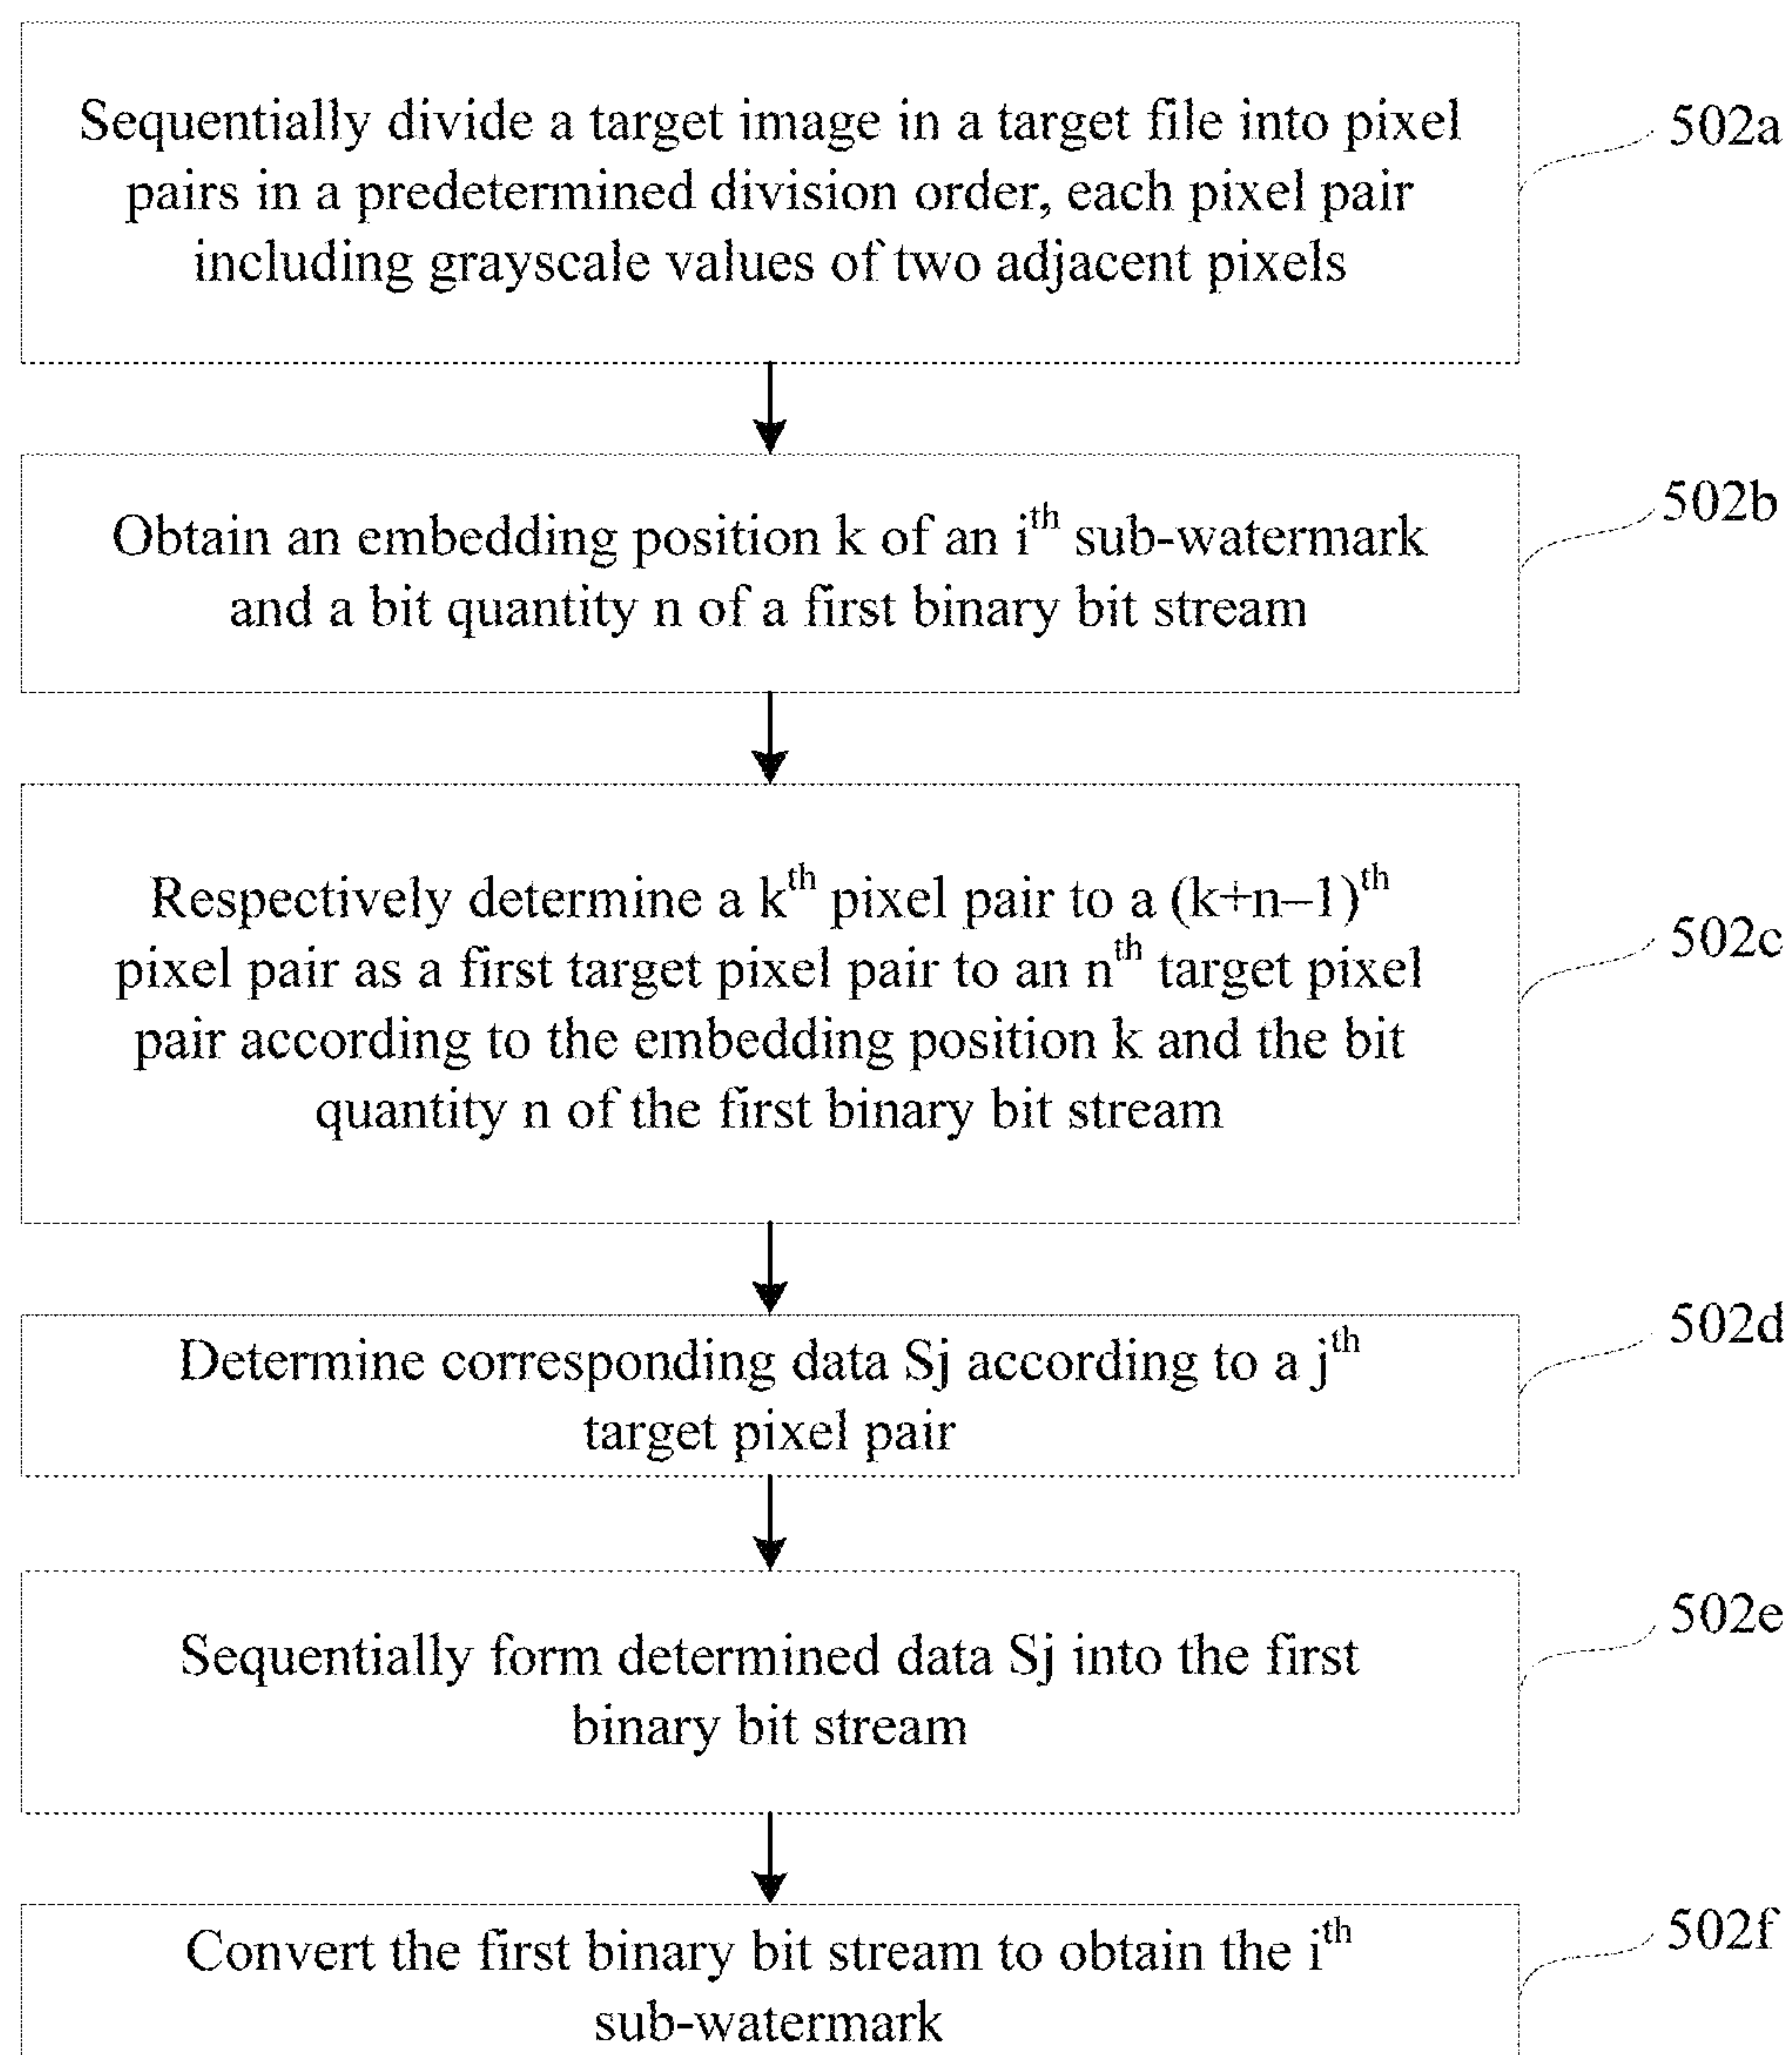 Sequentially divide a target image in a target file into pixel
pairs in a predetermined division order, each pixel pair
including grayscale values of two adjacent pixels
502a
Obtain an embedding position k of an i^th sub-watermark
and a bit quantity n of a first binary bit stream
502b
Respectively determine a k^th pixel pair to a (k+n−1)^th
pixel pair as a first target pixel pair to an n^th target pixel
pair according to the embedding position k and the bit
quantity n of the first binary bit stream
502c
Determine corresponding data Sj according to a j^th
target pixel pair
502d
Sequentially form determined data Sj into the first
binary bit stream
502e
Convert the first binary bit stream to obtain the i^th
sub-watermark
502f